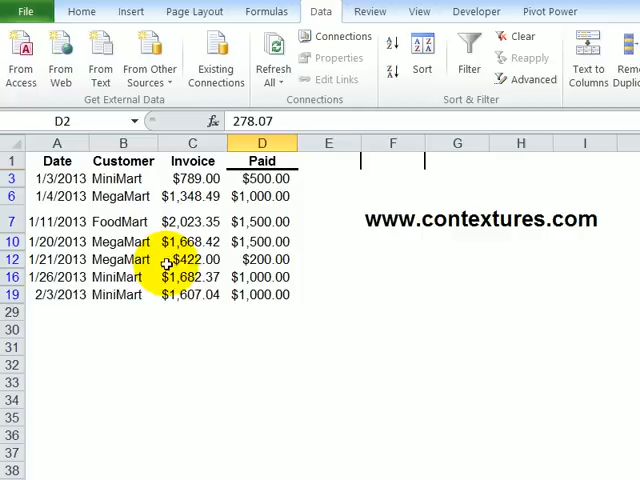 File Home Insert Page Layout Formulas Data Review View Developer Pivot Power
From Access From Web From Text From Other Sources Existing Connections Refresh All Connections Properties Edit Links Sort Filter Clear Reapply Advanced Text to Columns Remo Duplic
Get External Data Connections Sort & Filter
D2 fx 278.07
A B C D E F G H I
1 Date Customer Invoice Paid
3 1/3/2013 MiniMart $789.00 $500.00
6 1/4/2013 MegaMart $1,348.49 $1,000.00
7 1/11/2013 FoodMart $2,023.35 $1,500.00
www.contextures.com
10 1/20/2013 MegaMart $1,668.42 $1,500.00
12 1/21/2013 MegaMart $422.00 $200.00
16 1/26/2013 MiniMart $1,682.37 $1,000.00
19 2/3/2013 MiniMart $1,607.04 $1,000.00
29
30
31
32
33
34
35
36
37
38